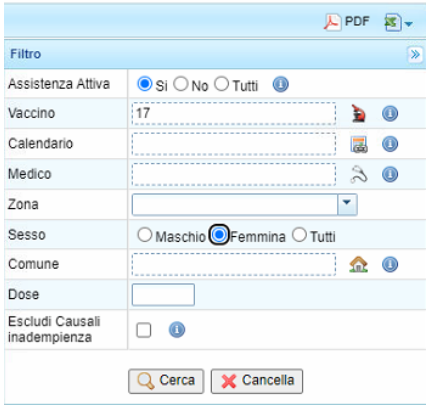 PDF
Filtro
Assistenza Attiva Si No Tutti
Vaccino 17
Calendario
Medico
Zona
Sesso Maschio Femmina Tutti
Comune
Dose
Escludi Causali
inadempienza
Cerca Cancella